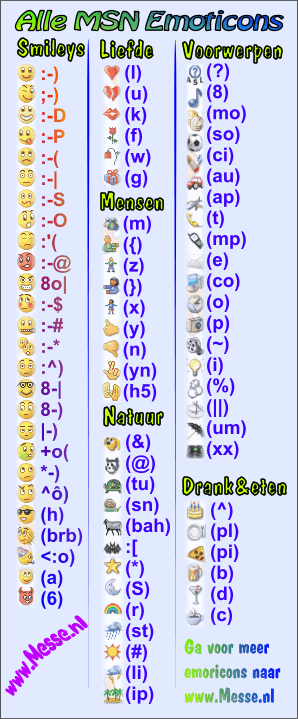 Alle MSN Emoticons
Smileys
:-)
;-)
:-D
:-P
:-(
:-|
:-S
:-O
:'(
:-@
8o|
:-$
:-#
:-*
:^)
8-|
8-)
|-)
+o(
*-)
^ô)
(h)
(brb)
<:o)
(a)
(6)
www.Messe.nl
Liefde
(l)
(u)
(k)
(f)
(w)
(g)
Mensen
(m)
({)
(z)
(})
(x)
(y)
(n)
(yn)
(h5)
Natuur
(&)
(@)
(tu)
(sn)
(bah)
:[
(*)
(S)
(r)
(st)
(#)
(li)
(ip)
Voorwerpen
ASL
(?)
(8)
(mo)
(so)
(ci)
(au)
(ap)
(t)
(mp)
(e)
(co)
(o)
(p)
(~)
(i)
(%)
(||)
(um)
(xx)
Drank&eten
(^)
(pl)
(pi)
(b)
(d)
(c)
Ga voor meer
emoricons naar
www.Messe.nl